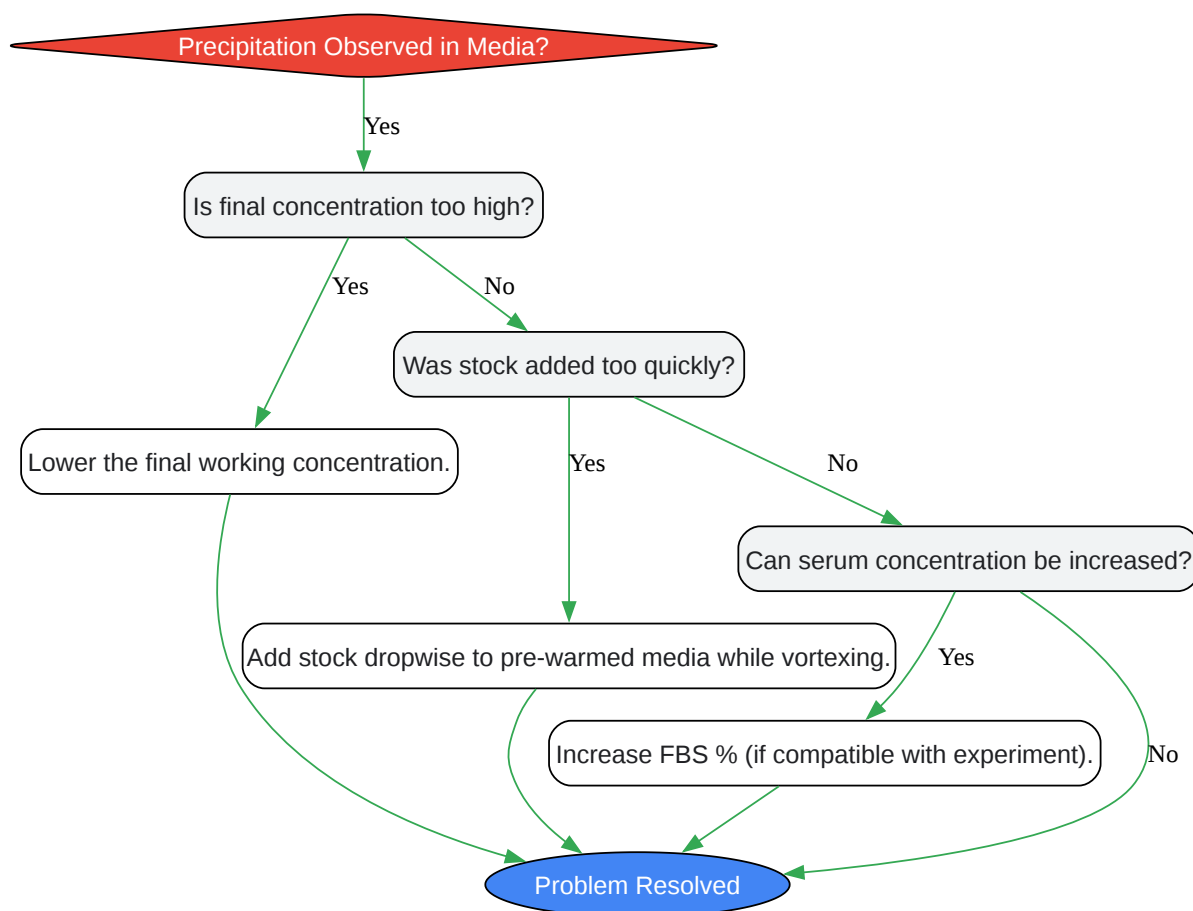 Precipitation Observed in Media?
Yes
Is final concentration too high?
Yes
No
Was stock added too quickly?
Lower the final working concentration.
Yes
No
Can serum concentration be increased?
Add stock dropwise to pre-warmed media while vortexing.
Yes
Increase FBS % (if compatible with experiment).
No
Problem Resolved